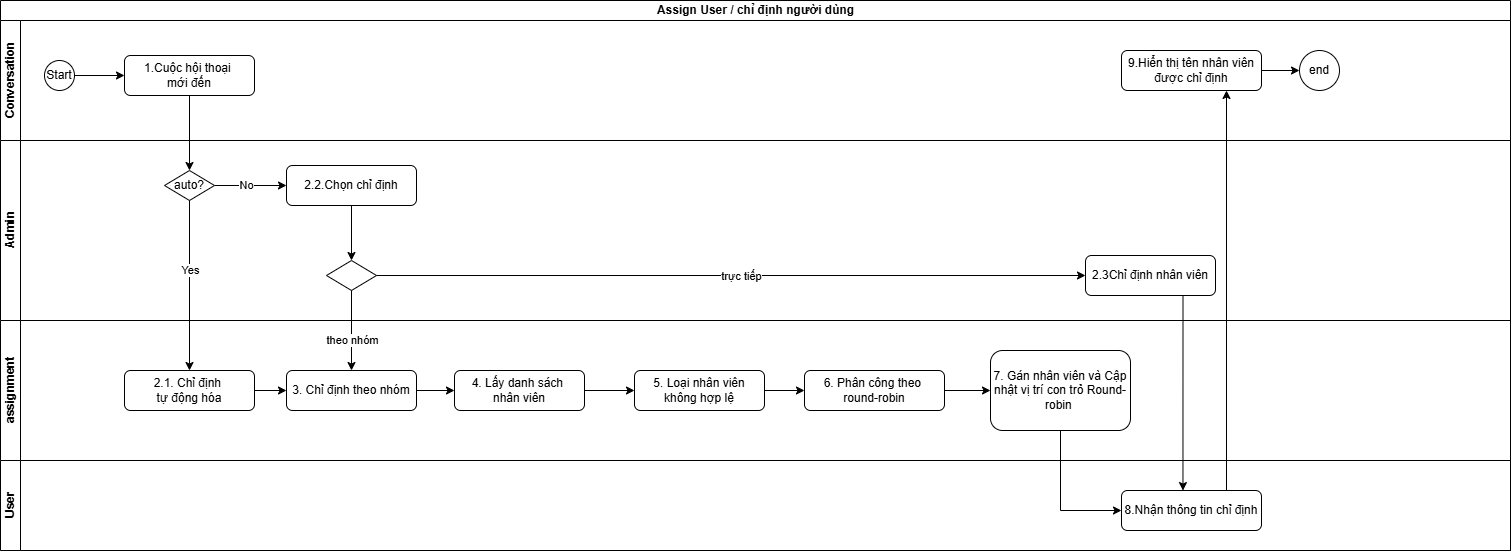 Assign User / chỉ định người dùng
Conversation
Start
1.Cuộc hội thoại
mới đến
9.Hiển thị tên nhân viên
được chỉ định
end
Admin
auto?
No
2.2.Chọn chỉ định
Yes
trực tiếp
2.3Chỉ định nhân viên
theo nhóm
assignment
2.1. Chỉ định
tự động hóa
3. Chỉ định theo nhóm
4. Lấy danh sách
nhân viên
5. Loại nhân viên
không hợp lệ
6. Phân công theo
round-robin
7. Gán nhân viên và Cập
nhật vị trí con trỏ Round-
robin
User
8.Nhận thông tin chỉ định